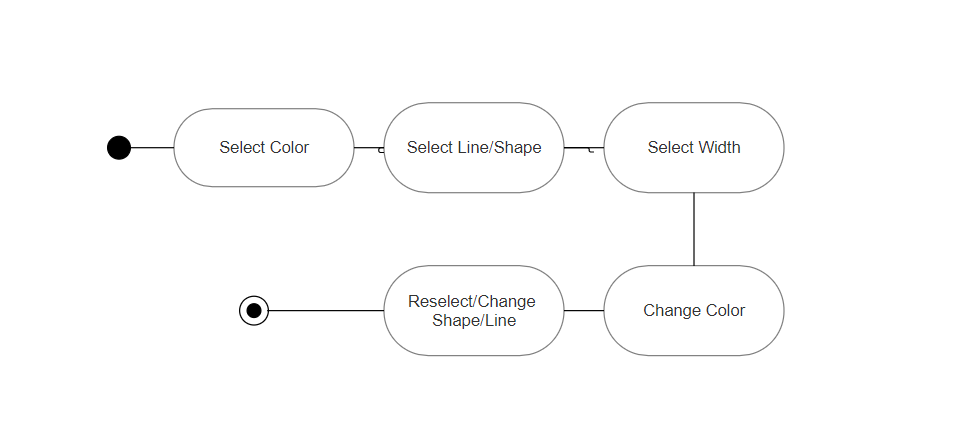 Select Color
Select Line/Shape
Select Width
Reselect/Change
Shape/Line
Change Color